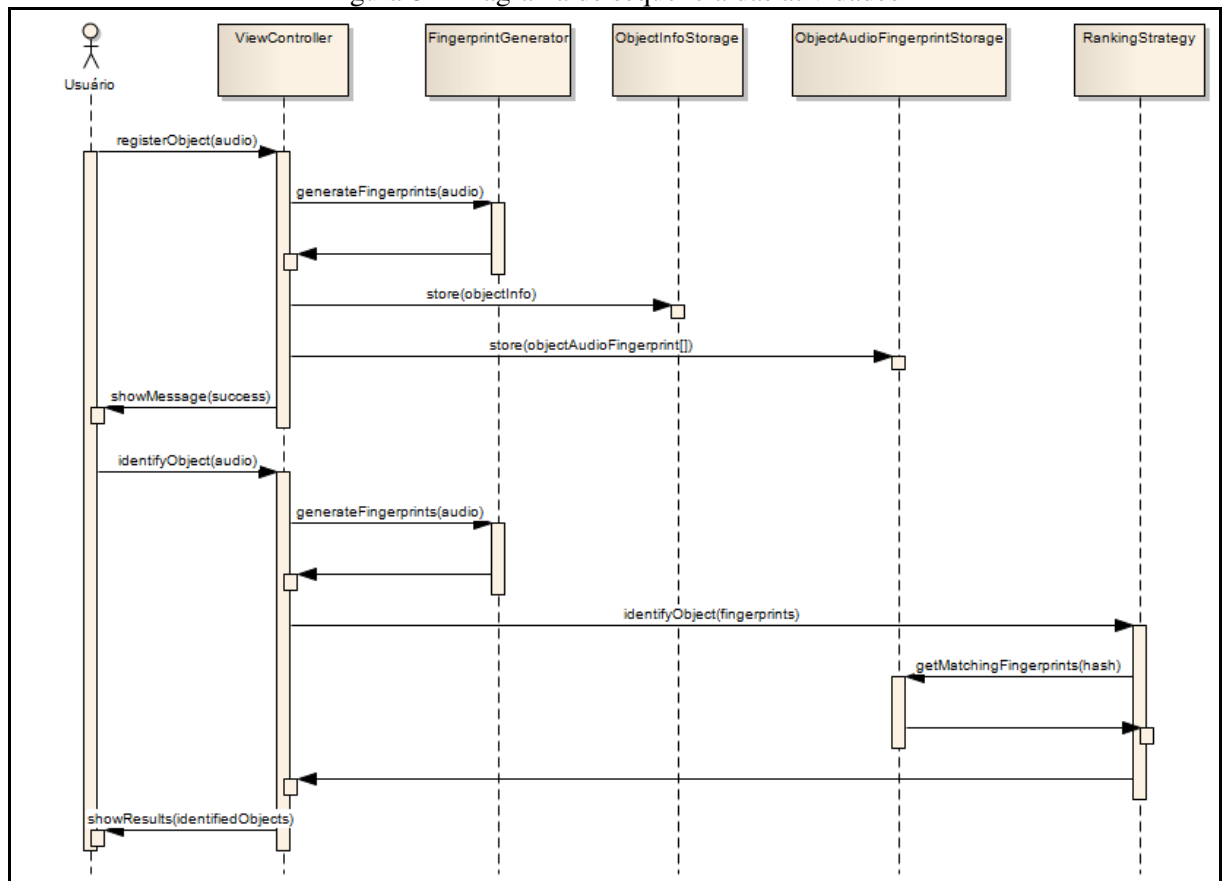 ViewController
FingerprintGenerator
ObjectInfoStorage
ObjectAudioFingerprintStorage
RankingStrategy
Usuário
registerObject(audio)
generateFingerprints(audio)
store(objectInfo)
store(objectAudioFingerprint[])
showMessage(success)
identifyObject(audio)
generateFingerprints(audio)
identifyObject(fingerprints)
getMatchingFingerprints(hash)
showResults(identifiedObjects)